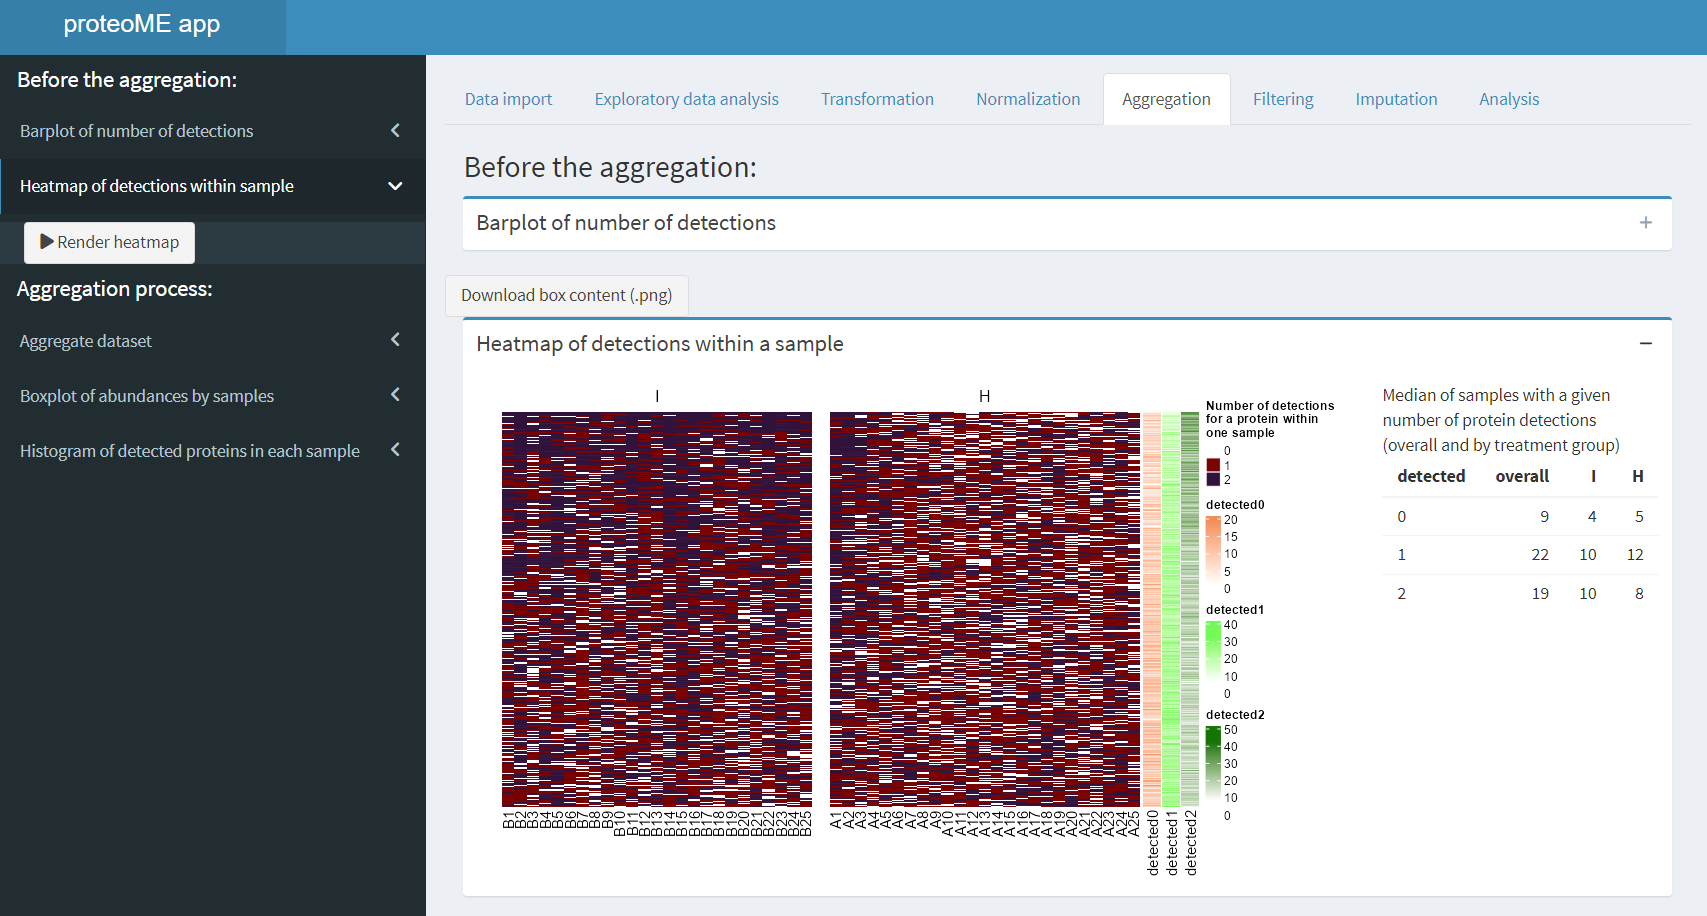 proteoME app
Before the aggregation:
Barplot of number of detections
Heatmap of detections within sample
Render heatmap
Aggregation process:
Aggregate dataset
Boxplot of abundances by samples
Histogram of detected proteins in each sample
Data import Exploratory data analysis Transformation Normalization Aggregation Filtering Imputation Analysis
Before the aggregation:
Barplot of number of detections
Download box content (.png)
Heatmap of detections within a sample
I H
B1 B2 B3 B4 B5 B6 B7 B8 B9 B10 B11 B12 B13 B14 B15 B16 B17 B18 B19 B20 B21 B22 B23 B24 B25
A1 A2 A3 A4 A5 A6 A7 A8 A9 A10 A11 A12 A13 A14 A15 A16 A17 A18 A19 A20 A21 A22 A23 A24 A25
detected0 detected1 detected2
Number of detections
for a protein within
one sample
0
1
2
detected0
20
15
10
5
0
detected1
40
30
20
10
0
detected2
50
40
30
20
10
0
Median of samples with a given
number of protein detections
(overall and by treatment group)
detected overall I H
0 9 4 5
1 22 10 12
2 19 10 8